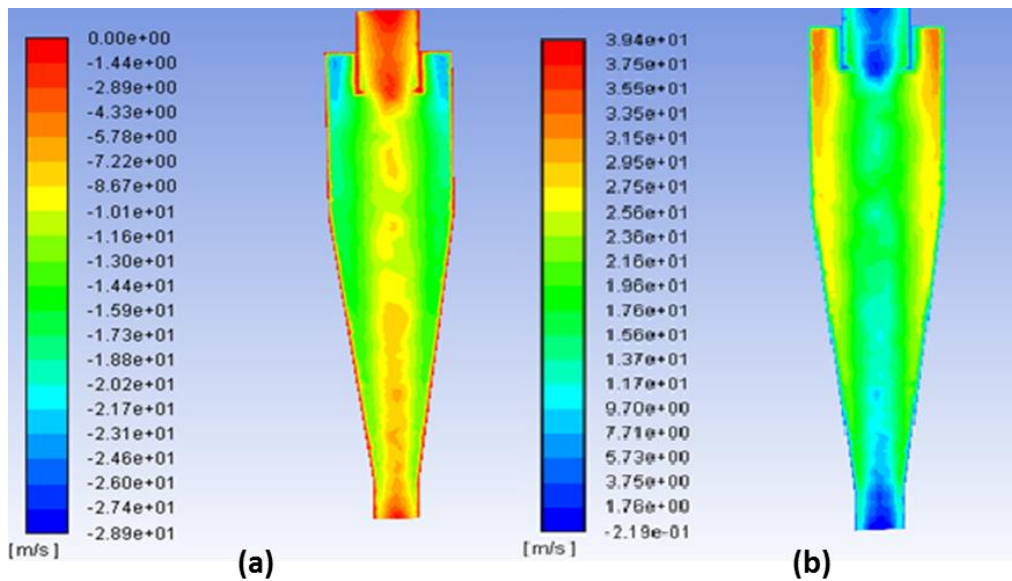 0.00e+00
-1.44e+00
-2.89e+00
-4.33e+00
-5.78e+00
-7.22e+00
-8.67e+00
-1.01e+01
-1.16e+01
-1.30e+01
-1.44e+01
-1.59e+01
-1.73e+01
-1.88e+01
-2.02e+01
-2.17e+01
-2.31e+01
-2.46e+01
-2.60e+01
-2.74e+01
-2.89e+01
[m/s]
(a)
3.94e+01
3.75e+01
3.55e+01
3.35e+01
3.15e+01
2.95e+01
2.75e+01
2.56e+01
2.36e+01
2.16e+01
1.96e+01
1.76e+01
1.56e+01
1.37e+01
1.17e+01
9.70e+00
7.71e+00
5.73e+00
3.75e+00
1.76e+00
-2.19e-01
[m/s]
(b)